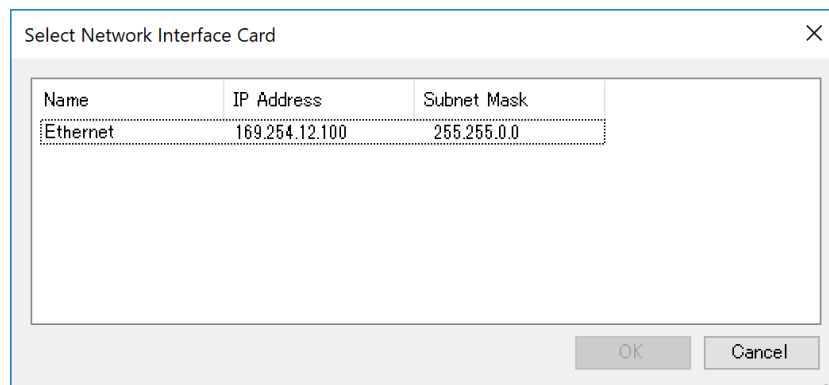 Select Network Interface Card
Name IP Address Subnet Mask
Ethernet 169.254.12.100 255.255.0.0
OK Cancel